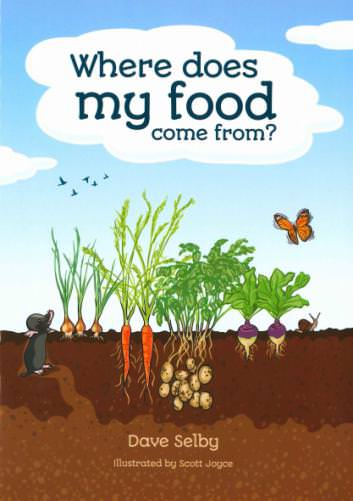 Where does
my food
come from?
Dave Selby
Illustrated by Scott Joyce